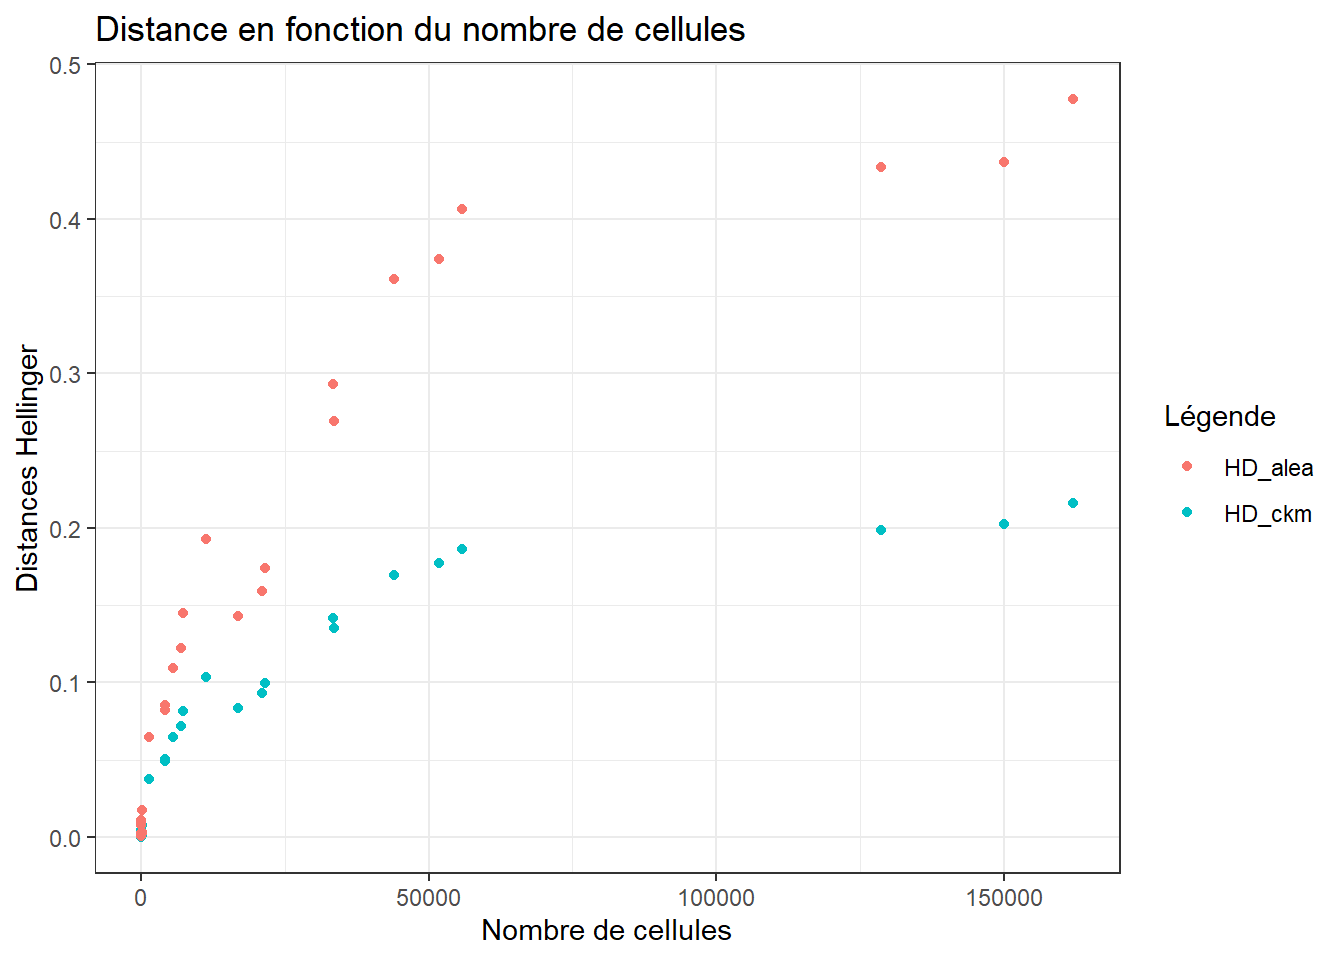 Distance en fonction du nombre de cellules
0.5
0.4
0.3
0.2
0.1
0.0
Distances Hellinger
0
50000
100000
150000
Nombre de cellules
Légende
HD_alea
HD_ckm